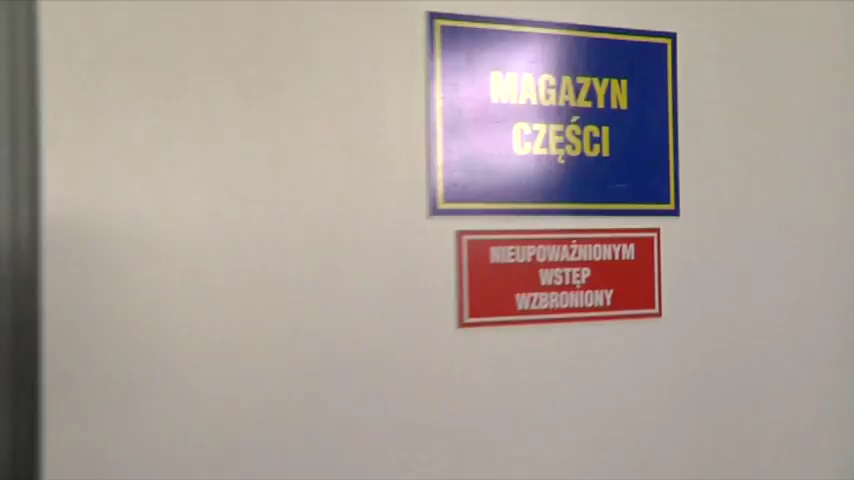 MAGAZYN
CZĘŚCI
NIEUPOWAŻNIONYM
WSTĘP
WZBRONIONY